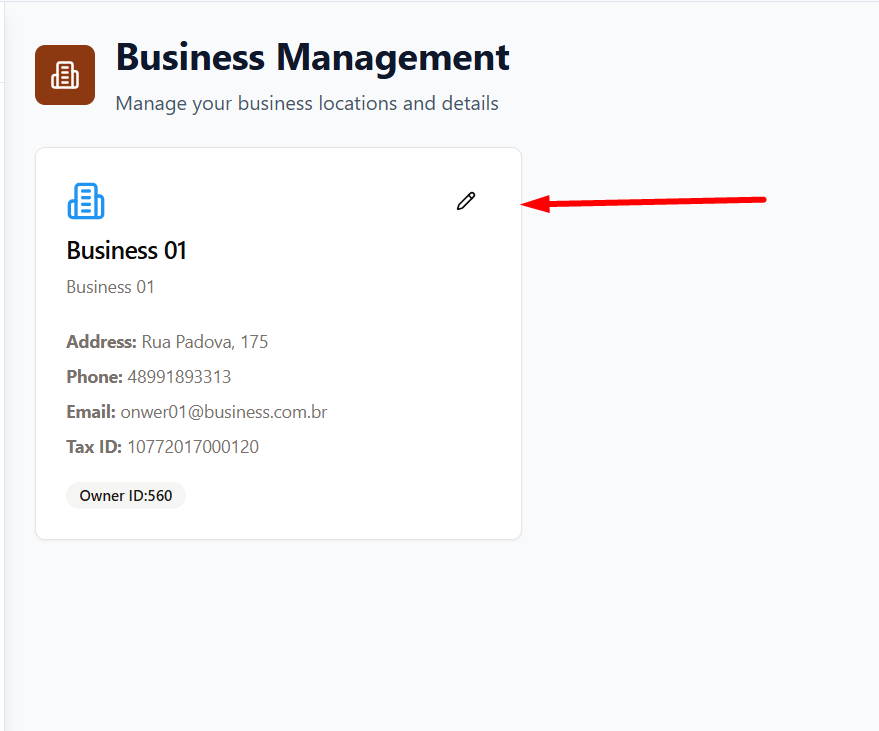 Business Management
Manage your business locations and details
Business 01
Business 01
Address: Rua Padova, 175
Phone: 48991893313
Email: onwer01@business.com.br
Tax ID: 10772017000120
Owner ID:560